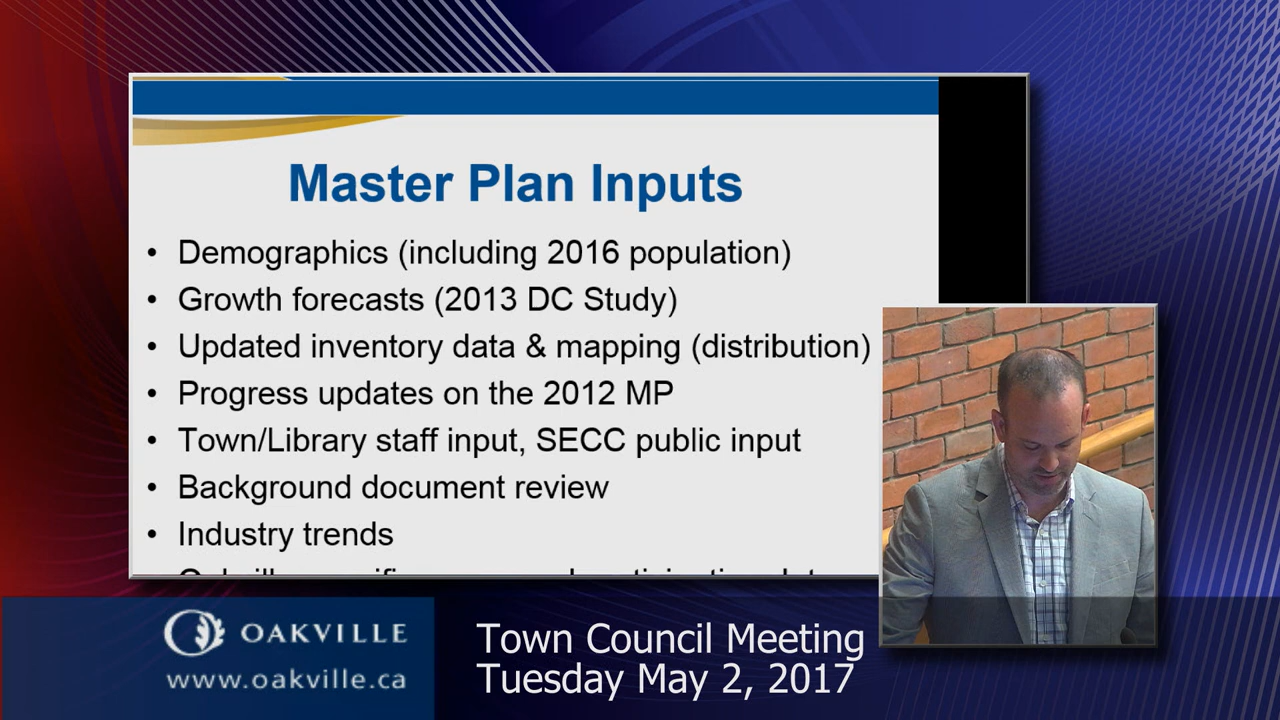 Master Plan Inputs
• Demographics (including 2016 population)
• Growth forecasts (2013 DC Study)
• Updated inventory data & mapping (distribution)
• Progress updates on the 2012 MP
• Town/Library staff input, SECC public input
• Background document review
• Industry trends
OAKVILLE
www.oakville.ca
Town Council Meeting
Tuesday May 2, 2017